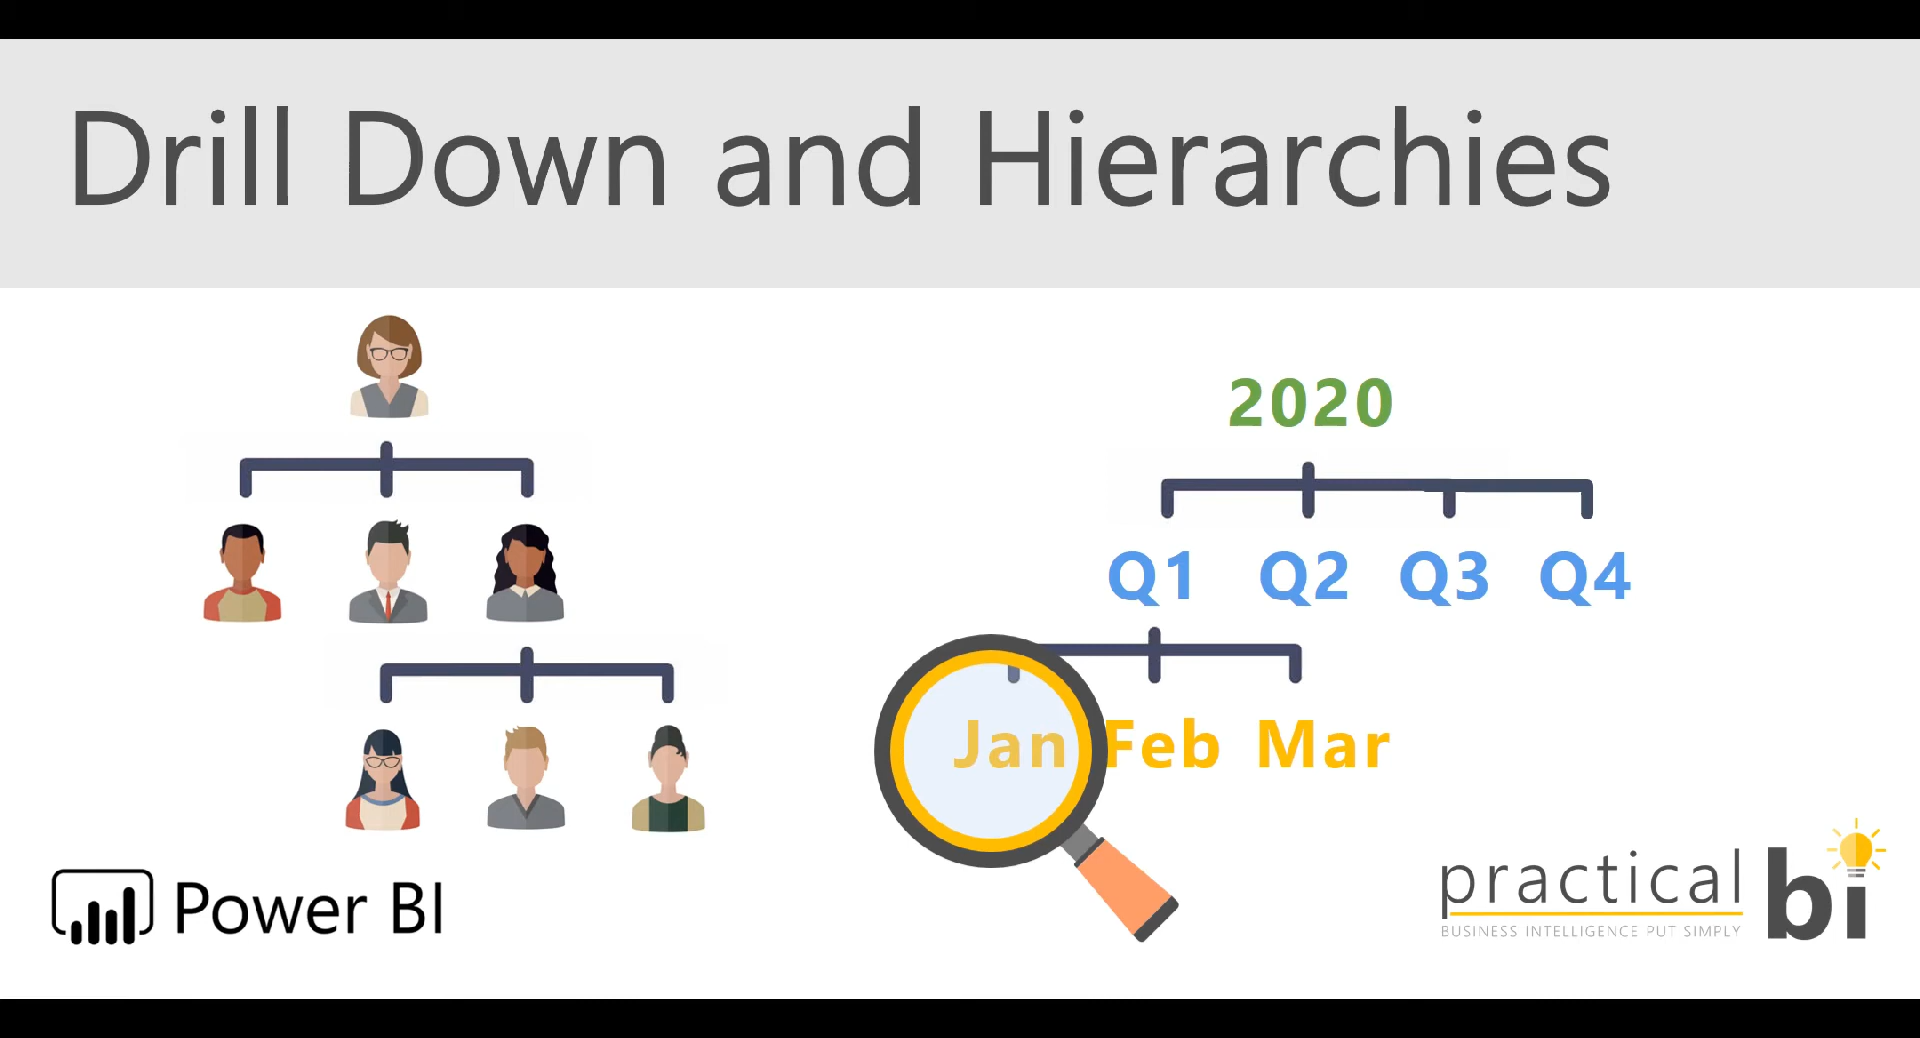 Drill Down and Hierarchies
2020
Q1 Q2 Q3 Q4
Jan Feb Mar
Power BI
practical bi
BUSINESS INTELLIGENCE PUT SIMPLY